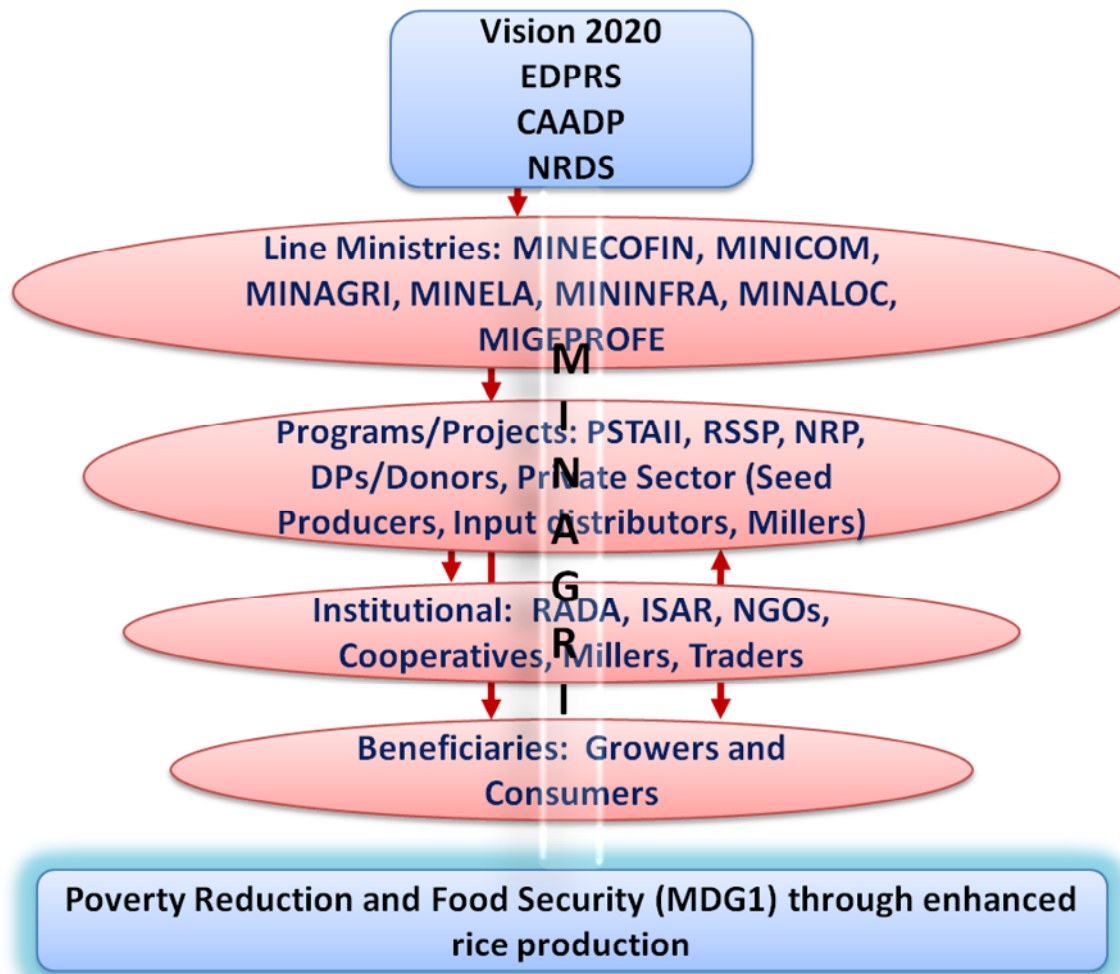 Vision 2020
EDPRS
CAADP
NRDS
Line Ministries: MINECOFIN, MINICOM,
MINAGRI, MINELA, MININFRA, MINALOC,
MIGEPROFE
Programs/Projects: PSTAII, RSSP, NRP,
DPs/Donors, Private Sector (Seed
Producers, Input distributors, Millers)
Institutional: RADA, ISAR, NGOs,
Cooperatives, Millers, Traders
Beneficiaries: Growers and
Consumers
MINAGRI
Poverty Reduction and Food Security (MDG1) through enhanced
rice production